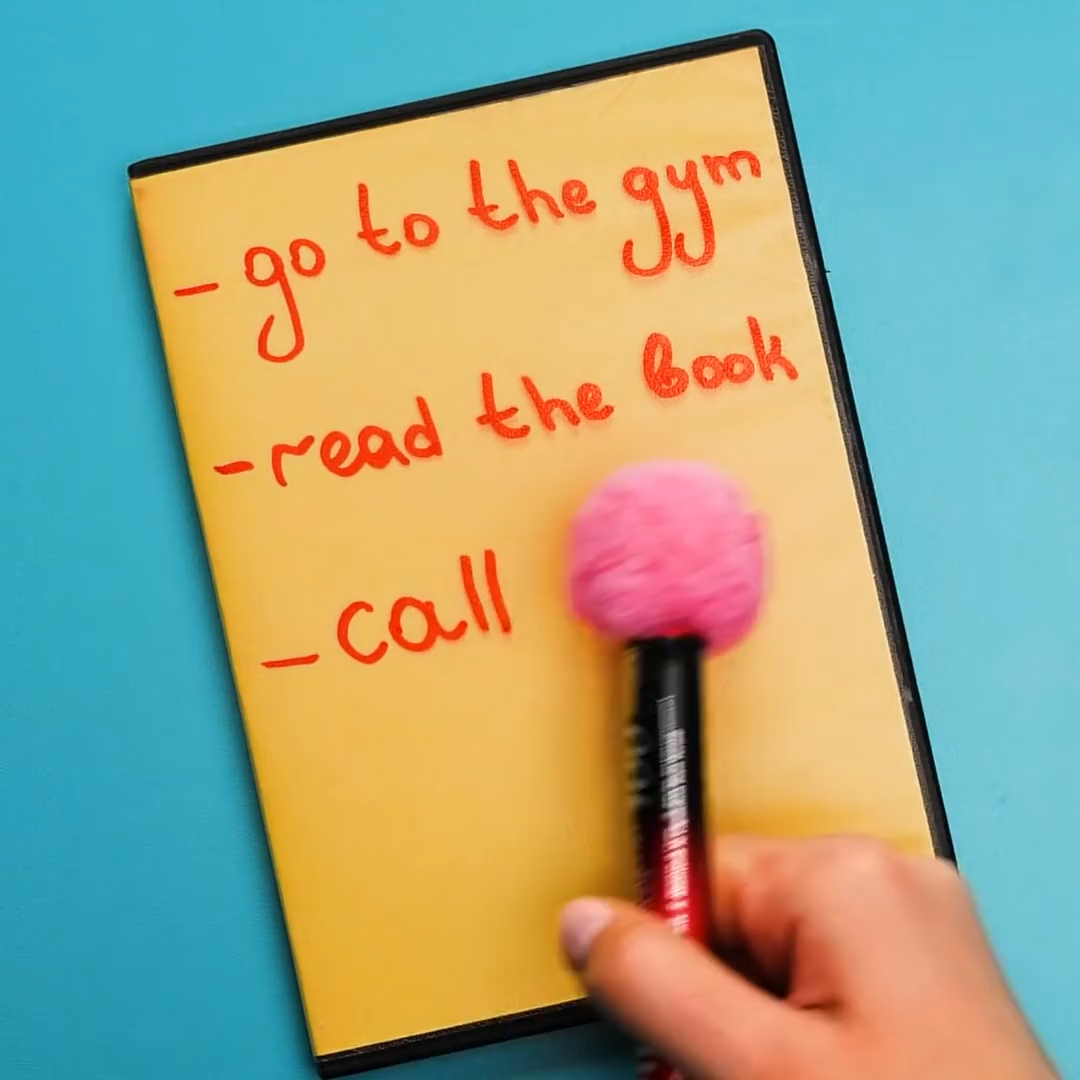 - go to the gym
- read the book
- call